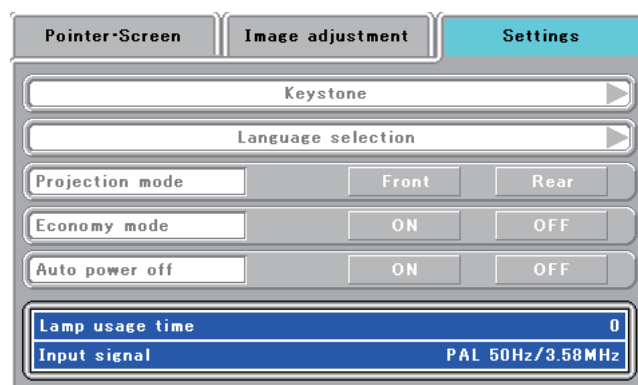 Pointer·Screen Image adjustment Settings
Keystone
Language selection
Projection mode Front Rear
Economy mode ON OFF
Auto power off ON OFF
Lamp usage time 0
Input signal PAL 50Hz/3.58MHz